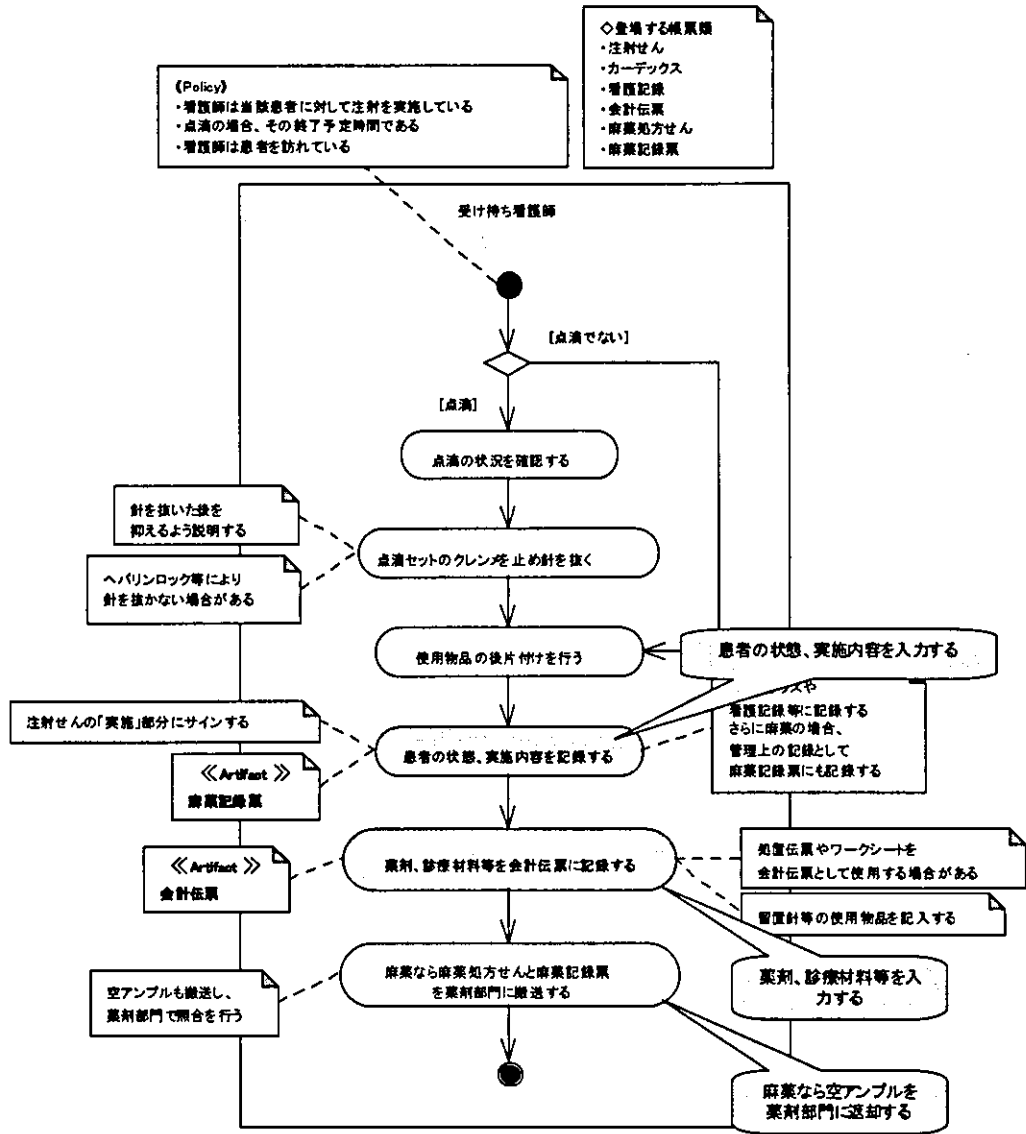 ◇登場する帳票類
・注射せん
・カーデックス
・看護記録
・会計伝票
・麻薬処方せん
・麻薬記録票
《Policy》
・看護師は当該患者に対して注射を実施している
・点滴の場合、その終了予定時間である
・看護師は患者を訪れている
受け持ち看護師
[点滴でない]
[点滴]
点滴の状況を確認する
針を抜いた後を
抑えるよう説明する
点滴セットのクレンメを止め針を抜く
ヘパリンロック等により
針を抜かない場合がある
使用物品の後片付けを行う
患者の状態、実施内容を入力する
スや
看護記録等に記録する
さらに麻薬の場合、
管理上の記録として
麻薬記録票にも記録する
注射せんの「実施」部分にサインする
患者の状態、実施内容を記録する
≪Artifact≫
麻薬記録票
薬剤、診療材料等を会計伝票に記録する
≪Artifact≫
会計伝票
処置伝票やワークシートを
会計伝票として使用する場合がある
留置針等の使用物品を記入する
麻薬なら麻薬処方せんと麻薬記録票
を薬剤部門に搬送する
薬剤、診療材料等を入
力する
空アンプルも搬送し、
薬剤部門で照合を行う
麻薬なら空アンプルを
薬剤部門に返却する